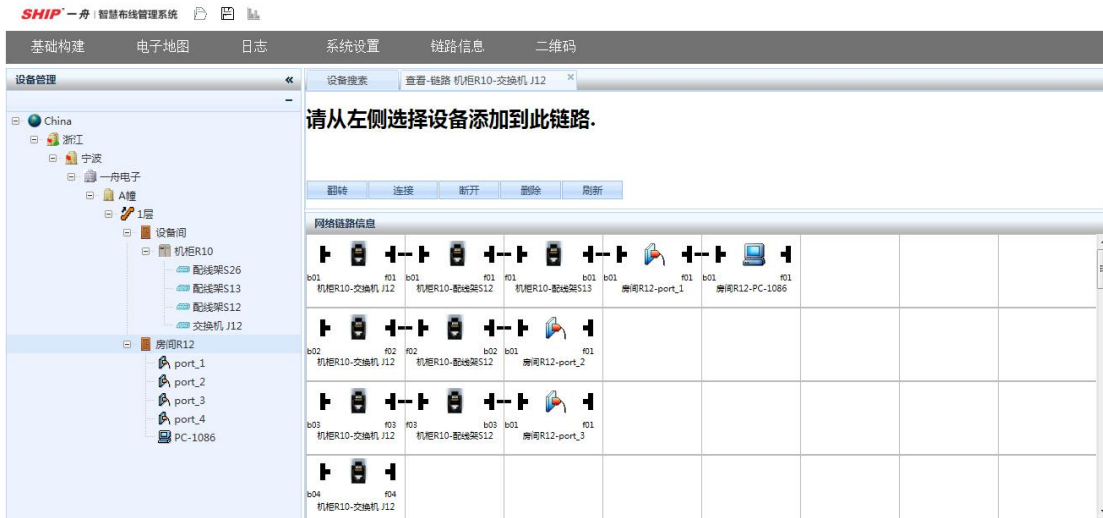 SHIP 一舟 智慧布线管理系统
基础构建 电子地图 日志 系统设置 链路信息 二维码
设备管理 «
设备搜索 查看-链路 机柜R10-交换机 J12 ×
China
浙江
宁波
一舟电子
A幢
1层
设备间
机柜R10
配线架S26
配线架S13
配线架S12
交换机 J12
房间R12
port_1
port_2
port_3
port_4
PC-1086
请从左侧选择设备添加到此链路.
翻转 连接 断开 删除 刷新
网络链路信息
b01 f01 b01 f01 f01 b01 b01 f01 b01 f01
机柜R10-交换机 J12 机柜R10-配线架S12 机柜R10-配线架S13 房间R12-port_1 房间R12-PC-1086
b02 f02 f02 b02 b01 f01
机柜R10-交换机 J12 机柜R10-配线架S12 房间R12-port_2
b03 f03 f03 b03 b01 f01
机柜R10-交换机 J12 机柜R10-配线架S12 房间R12-port_3
b04 f04
机柜R10-交换机 J12